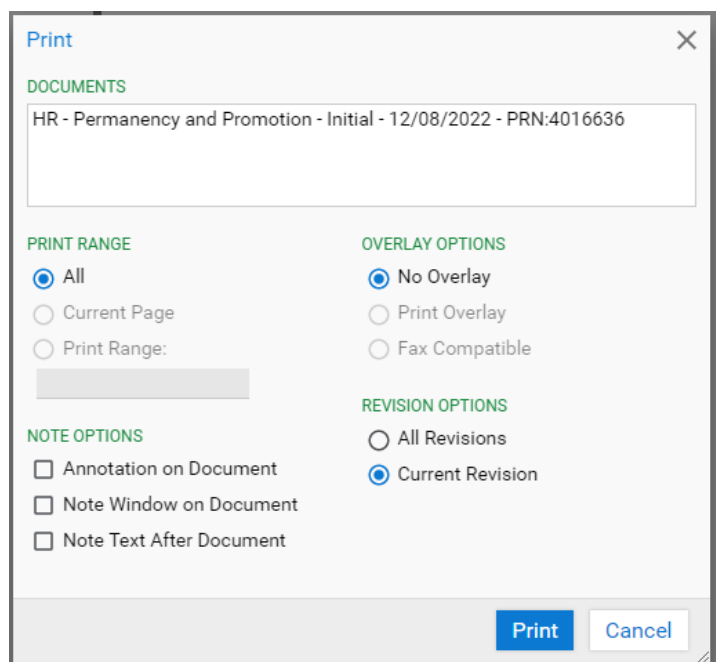 Print
DOCUMENTS
HR - Permanency and Promotion - Initial - 12/08/2022 - PRN:4016636
PRINT RANGE
All
Current Page
Print Range:
NOTE OPTIONS
Annotation on Document
Note Window on Document
Note Text After Document
OVERLAY OPTIONS
No Overlay
Print Overlay
Fax Compatible
REVISION OPTIONS
All Revisions
Current Revision
Print
Cancel